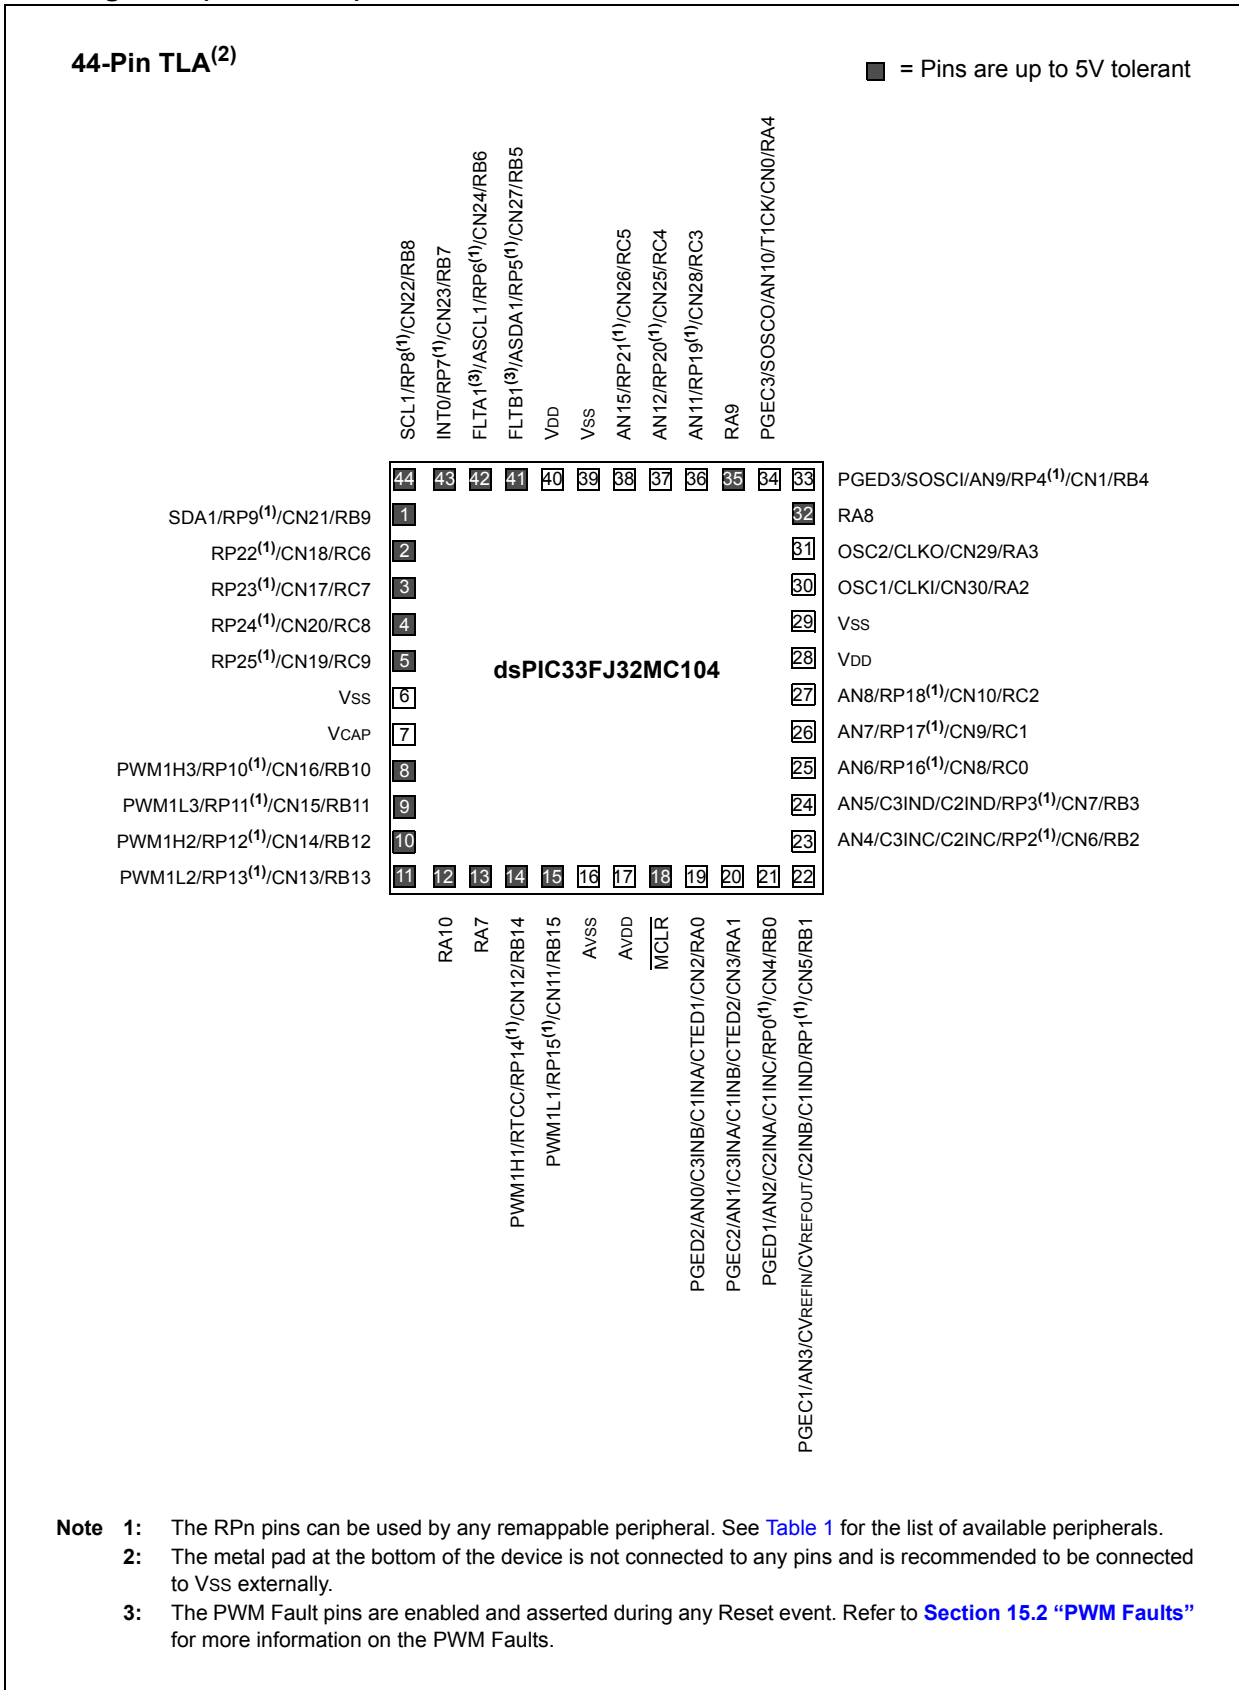 44-Pin TLA(2)
= Pins are up to 5V tolerant
SCL1/RP8(1)/CN22/RB8
INT0/RP7(1)/CN23/RB7
FLTA1(3)/ASCL1/RP6(1)/CN24/RB6
FLTB1(3)/ASDA1/RP5(1)/CN27/RB5
VDD
VSS
AN15/RP21(1)/CN26/RC5
AN12/RP20(1)/CN25/RC4
AN11/RP19(1)/CN28/RC3
RA9
PGEC3/SOSCO/AN10/T1CK/CN0/RA4
44 43 42 41 40 39 38 37 36 35 34 33 PGED3/SOSCI/AN9/RP4(1)/CN1/RB4
SDA1/RP9(1)/CN21/RB9 1 32 RA8
RP22(1)/CN18/RC6 2 31 OSC2/CLKO/CN29/RA3
RP23(1)/CN17/RC7 3 30 OSC1/CLKI/CN30/RA2
RP24(1)/CN20/RC8 4 29 VSS
RP25(1)/CN19/RC9 5 dsPIC33FJ32MC104 28 VDD
VSS 6 27 AN8/RP18(1)/CN10/RC2
VCAP 7 26 AN7/RP17(1)/CN9/RC1
PWM1H3/RP10(1)/CN16/RB10 8 25 AN6/RP16(1)/CN8/RC0
PWM1L3/RP11(1)/CN15/RB11 9 24 AN5/C3IND/C2IND/RP3(1)/CN7/RB3
PWM1H2/RP12(1)/CN14/RB12 10 23 AN4/C3INC/C2INC/RP2(1)/CN6/RB2
PWM1L2/RP13(1)/CN13/RB13 11 12 13 14 15 16 17 18 19 20 21 22
RA10
RA7
PWM1H1/RTCC/RP14(1)/CN12/RB14
PWM1L1/RP15(1)/CN11/RB15
AVSS
AVDD
MCLR
PGED2/AN0/C3INB/C1INA/CTED1/CN2/RA0
PGEC2/AN1/C3INA/C1INB/CTED2/CN3/RA1
PGED1/AN2/C2INA/C1INC/RP0(1)/CN4/RB0
PGEC1/AN3/CVREFIN/CVREFOUT/C2INB/C1IND/RP1(1)/CN5/RB1
Note 1: The RPn pins can be used by any remappable peripheral. See Table 1 for the list of available peripherals.
2: The metal pad at the bottom of the device is not connected to any pins and is recommended to be connected
to VSS externally.
3: The PWM Fault pins are enabled and asserted during any Reset event. Refer to Section 15.2 “PWM Faults”
for more information on the PWM Faults.